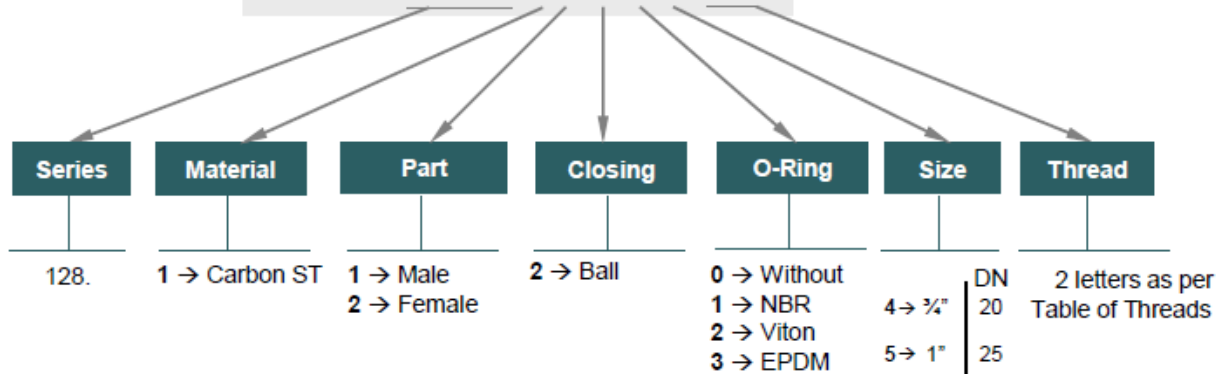 Series Material Part Closing O-Ring Size Thread
128.
1 → Carbon ST
1 → Male
2 → Female
2 → Ball
0 → Without
1 → NBR
2 → Viton
3 → EPDM
DN
4→ ¾” 20
5→ 1” 25
2 letters as per
Table of Threads